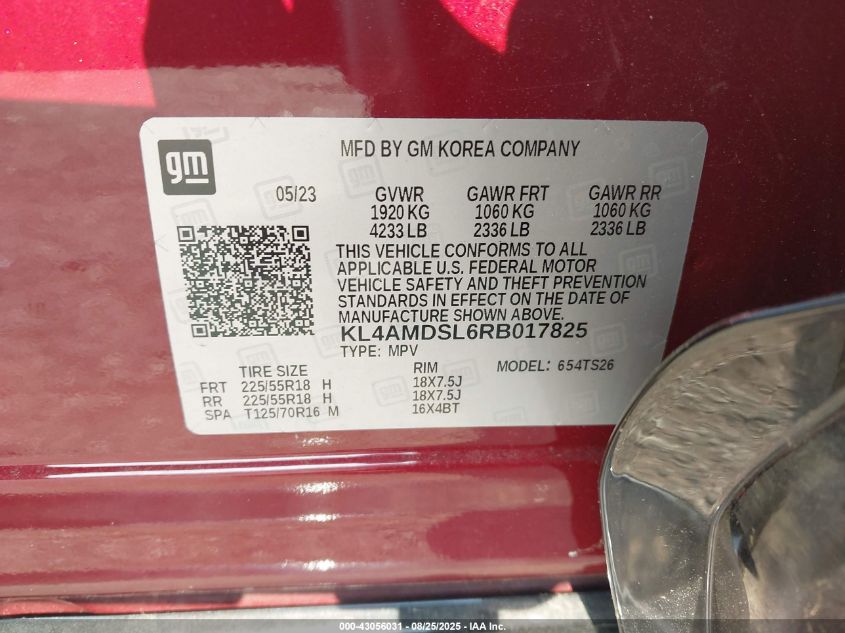 gm
MFD BY GM KOREA COMPANY
05/23 GVWR GAWR FRT GAWR RR
1920 KG 1060 KG 1060 KG
4233 LB 2336 LB 2336 LB
THIS VEHICLE CONFORMS TO ALL
APPLICABLE U.S. FEDERAL MOTOR
VEHICLE SAFETY AND THEFT PREVENTION
STANDARDS IN EFFECT ON THE DATE OF
MANUFACTURE SHOWN ABOVE.
KL4AMDSL6RB017825
TYPE: MPV MODEL: 654TS26
TIRE SIZE RIM
FRT 225/55R18 H 18X7.5J
RR 225/55R18 H 18X7.5J
SPA T125/70R16 M 16X4BT
000-43056031 - 08/25/2025 - IAA Inc.